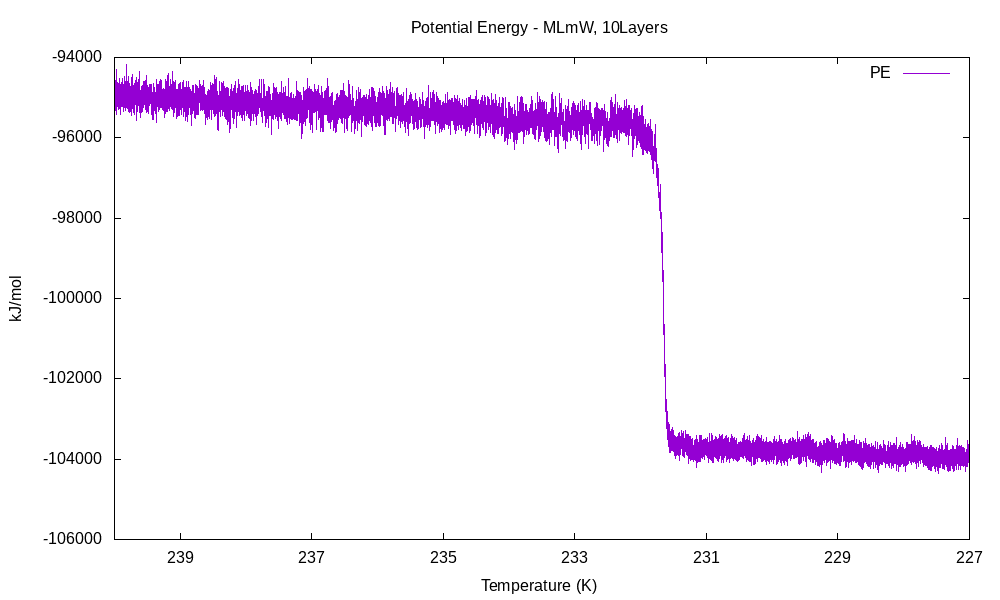 Potential Energy - MLmW, 10Layers
PE
-94000
-96000
-98000
-100000
-102000
-104000
-106000
kJ/mol
239 237 235 233 231 229 227
Temperature (K)